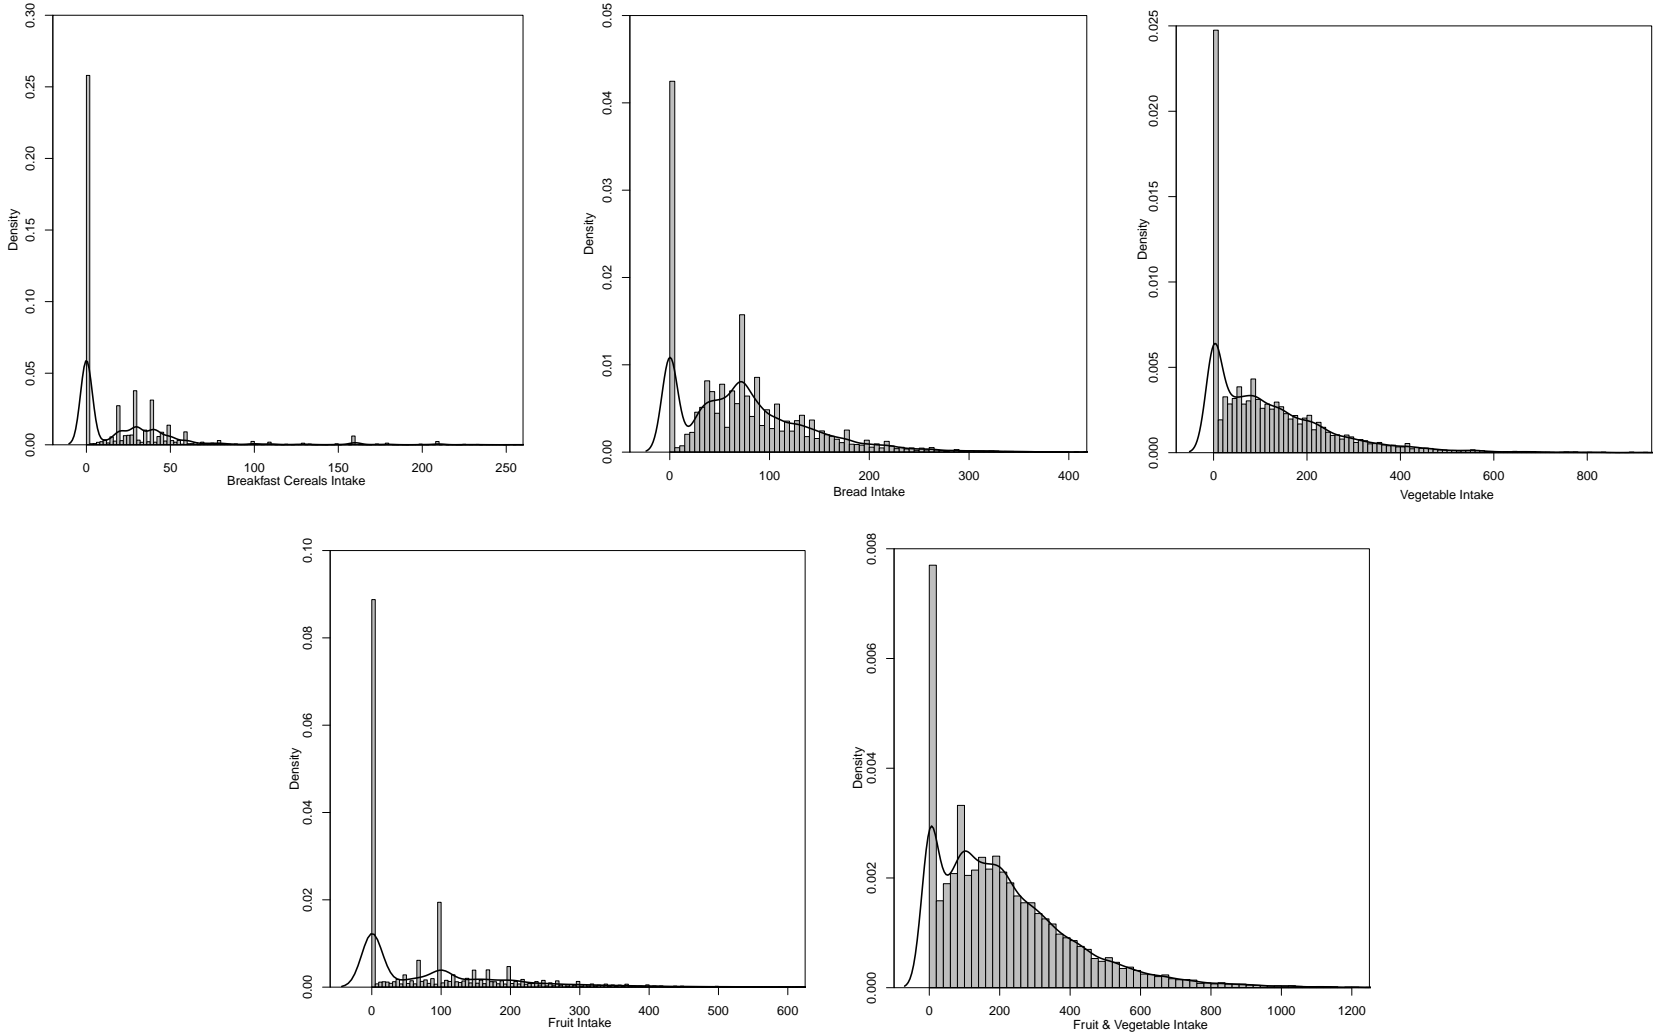 0.30
0.25
0.20
0.15
0.10
0.05
0.00
Density
0 50 100 150 200 250
Breakfast Cereals Intake
0.05
0.04
0.03
0.02
0.01
0.00
Density
0 100 200 300 400
Bread Intake
0.025
0.020
0.015
0.010
0.005
0.000
Density
0 200 400 600 800
Vegetable Intake
0.10
0.08
0.06
0.04
0.02
0.00
Density
0 100 200 300 400 500 600
Fruit Intake
0.008
0.006
0.004
0.002
0.000
Density
0 200 400 600 800 1000 1200
Fruit & Vegetable Intake